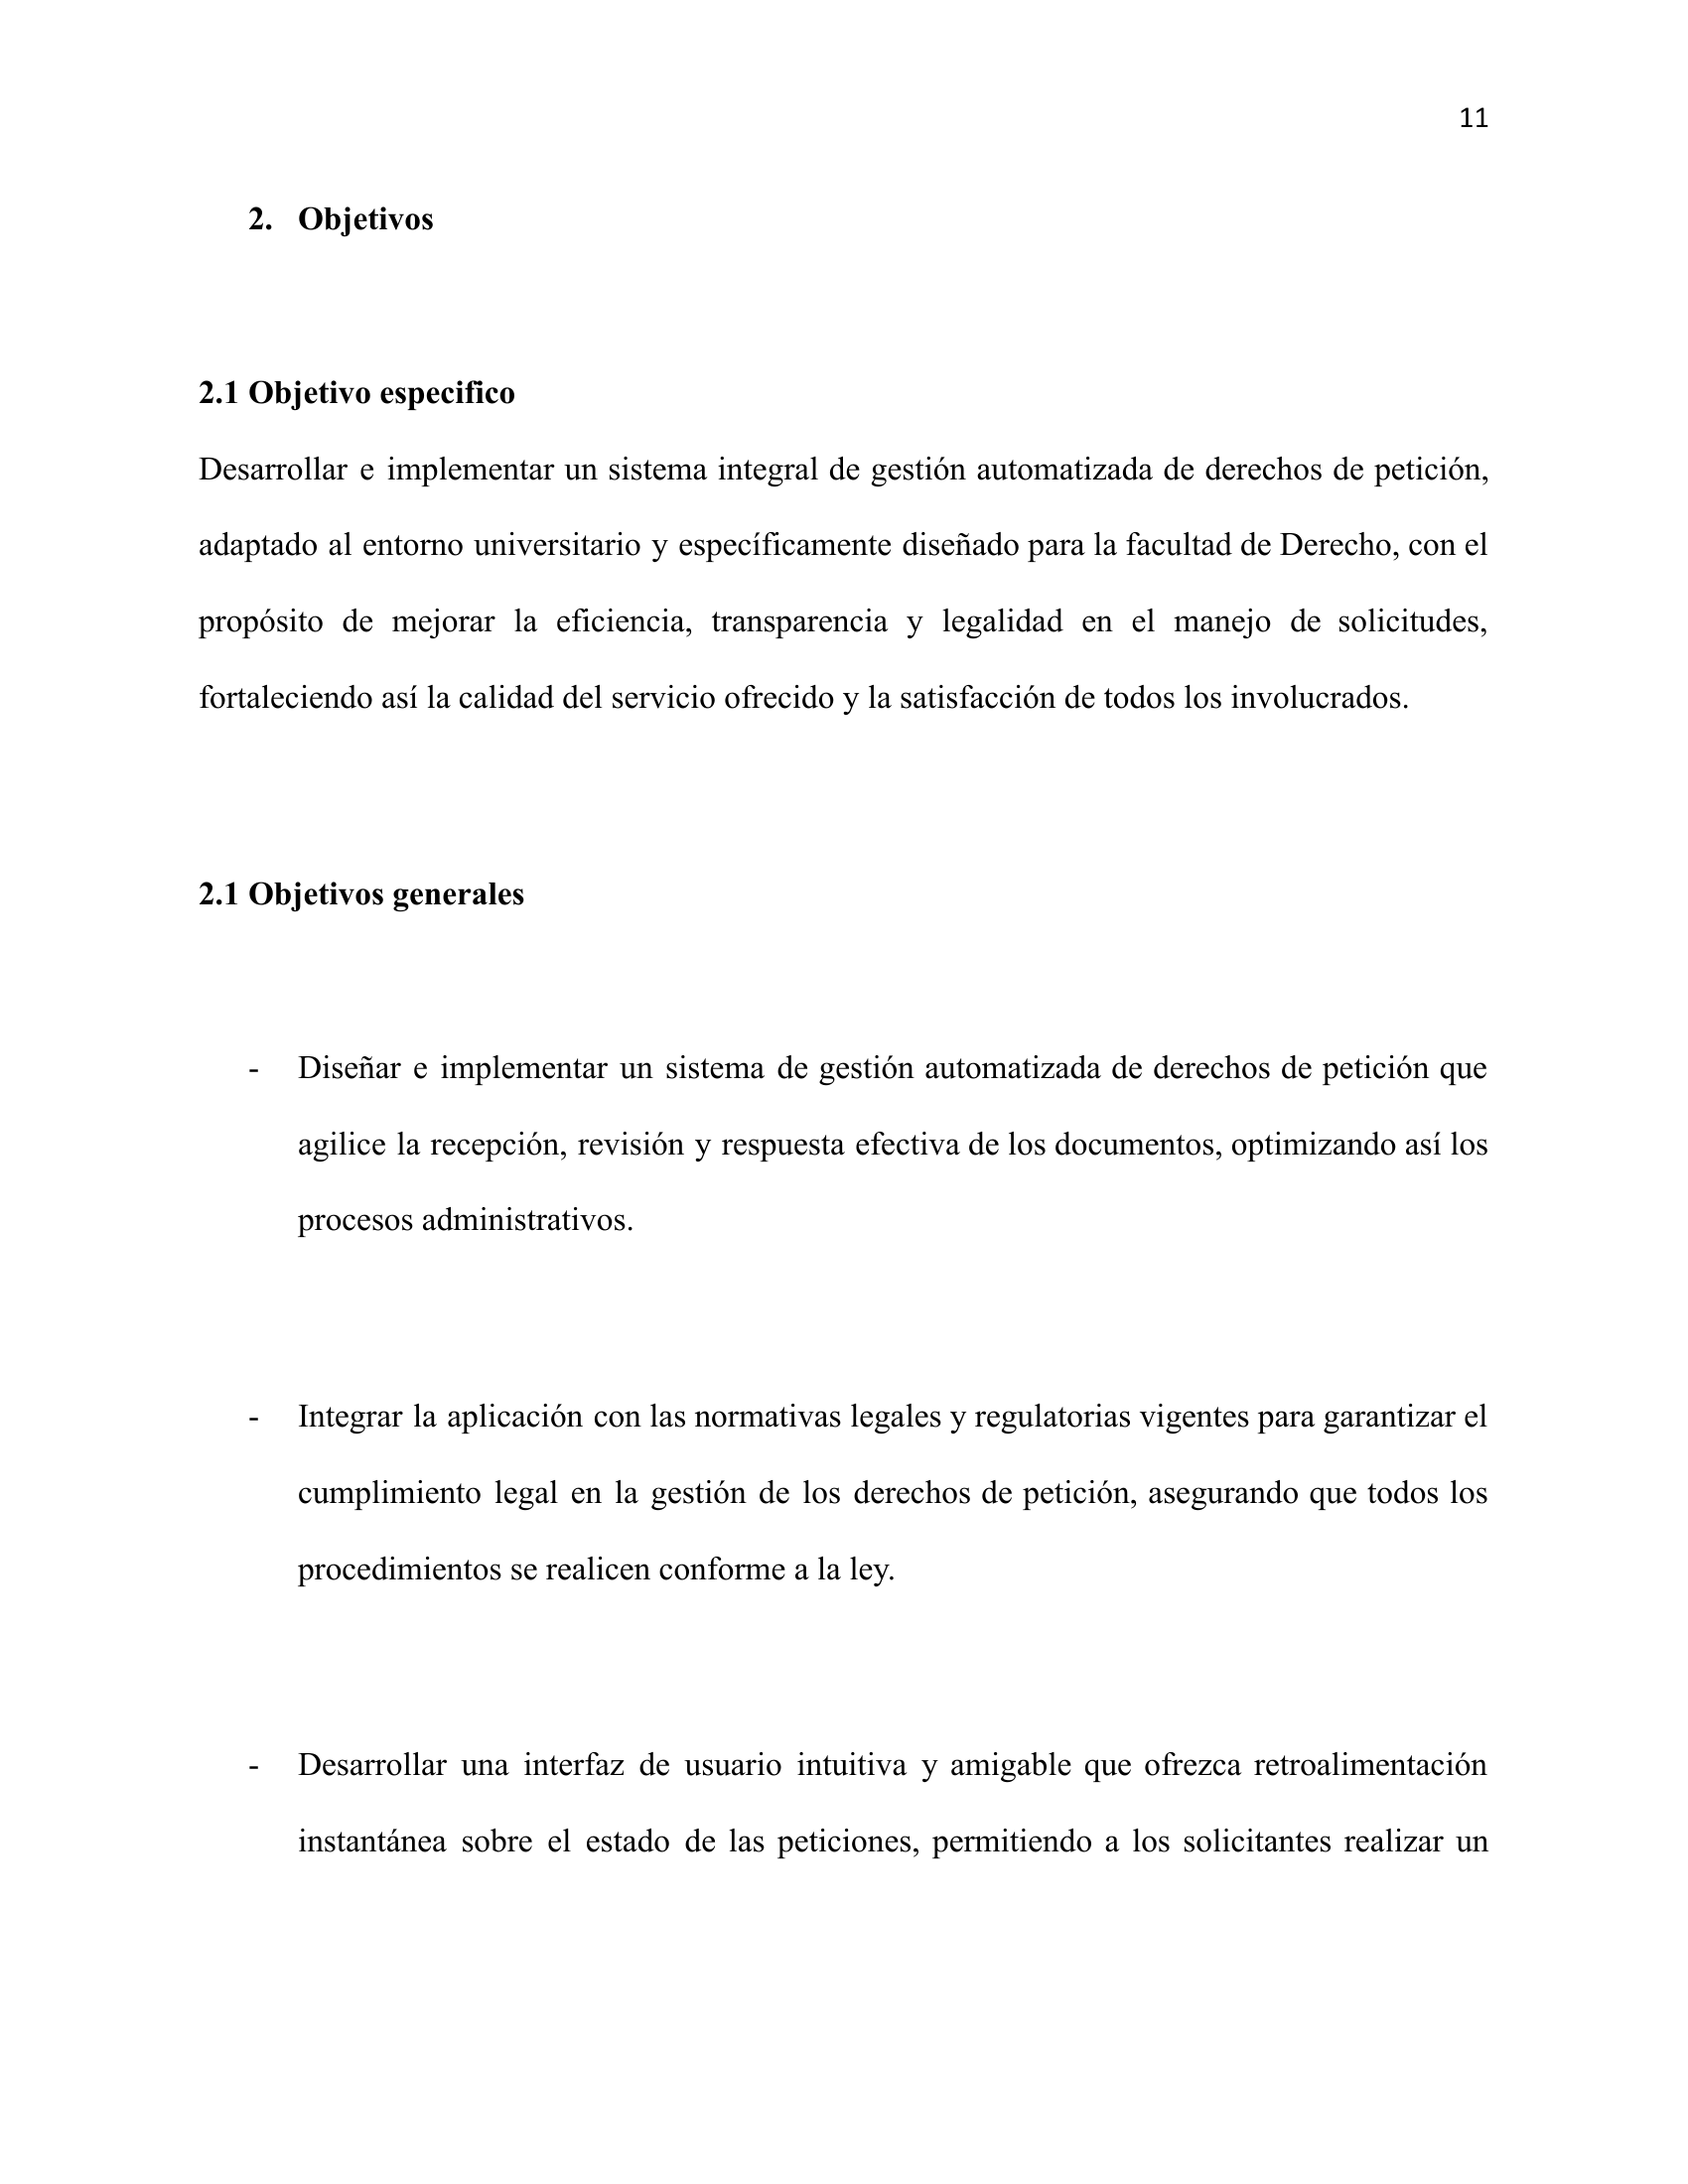 11
2. Objetivos
2.1 Objetivo especifico
Desarrollar e implementar un sistema integral de gestión automatizada de derechos de petición,
adaptado al entorno universitario y específicamente diseñado para la facultad de Derecho, con el
propósito de mejorar la eficiencia, transparencia y legalidad en el manejo de solicitudes,
fortaleciendo así la calidad del servicio ofrecido y la satisfacción de todos los involucrados.
2.1 Objetivos generales
- Diseñar e implementar un sistema de gestión automatizada de derechos de petición que
agilice la recepción, revisión y respuesta efectiva de los documentos, optimizando así los
procesos administrativos.
- Integrar la aplicación con las normativas legales y regulatorias vigentes para garantizar el
cumplimiento legal en la gestión de los derechos de petición, asegurando que todos los
procedimientos se realicen conforme a la ley.
- Desarrollar una interfaz de usuario intuitiva y amigable que ofrezca retroalimentación
instantánea sobre el estado de las peticiones, permitiendo a los solicitantes realizar un